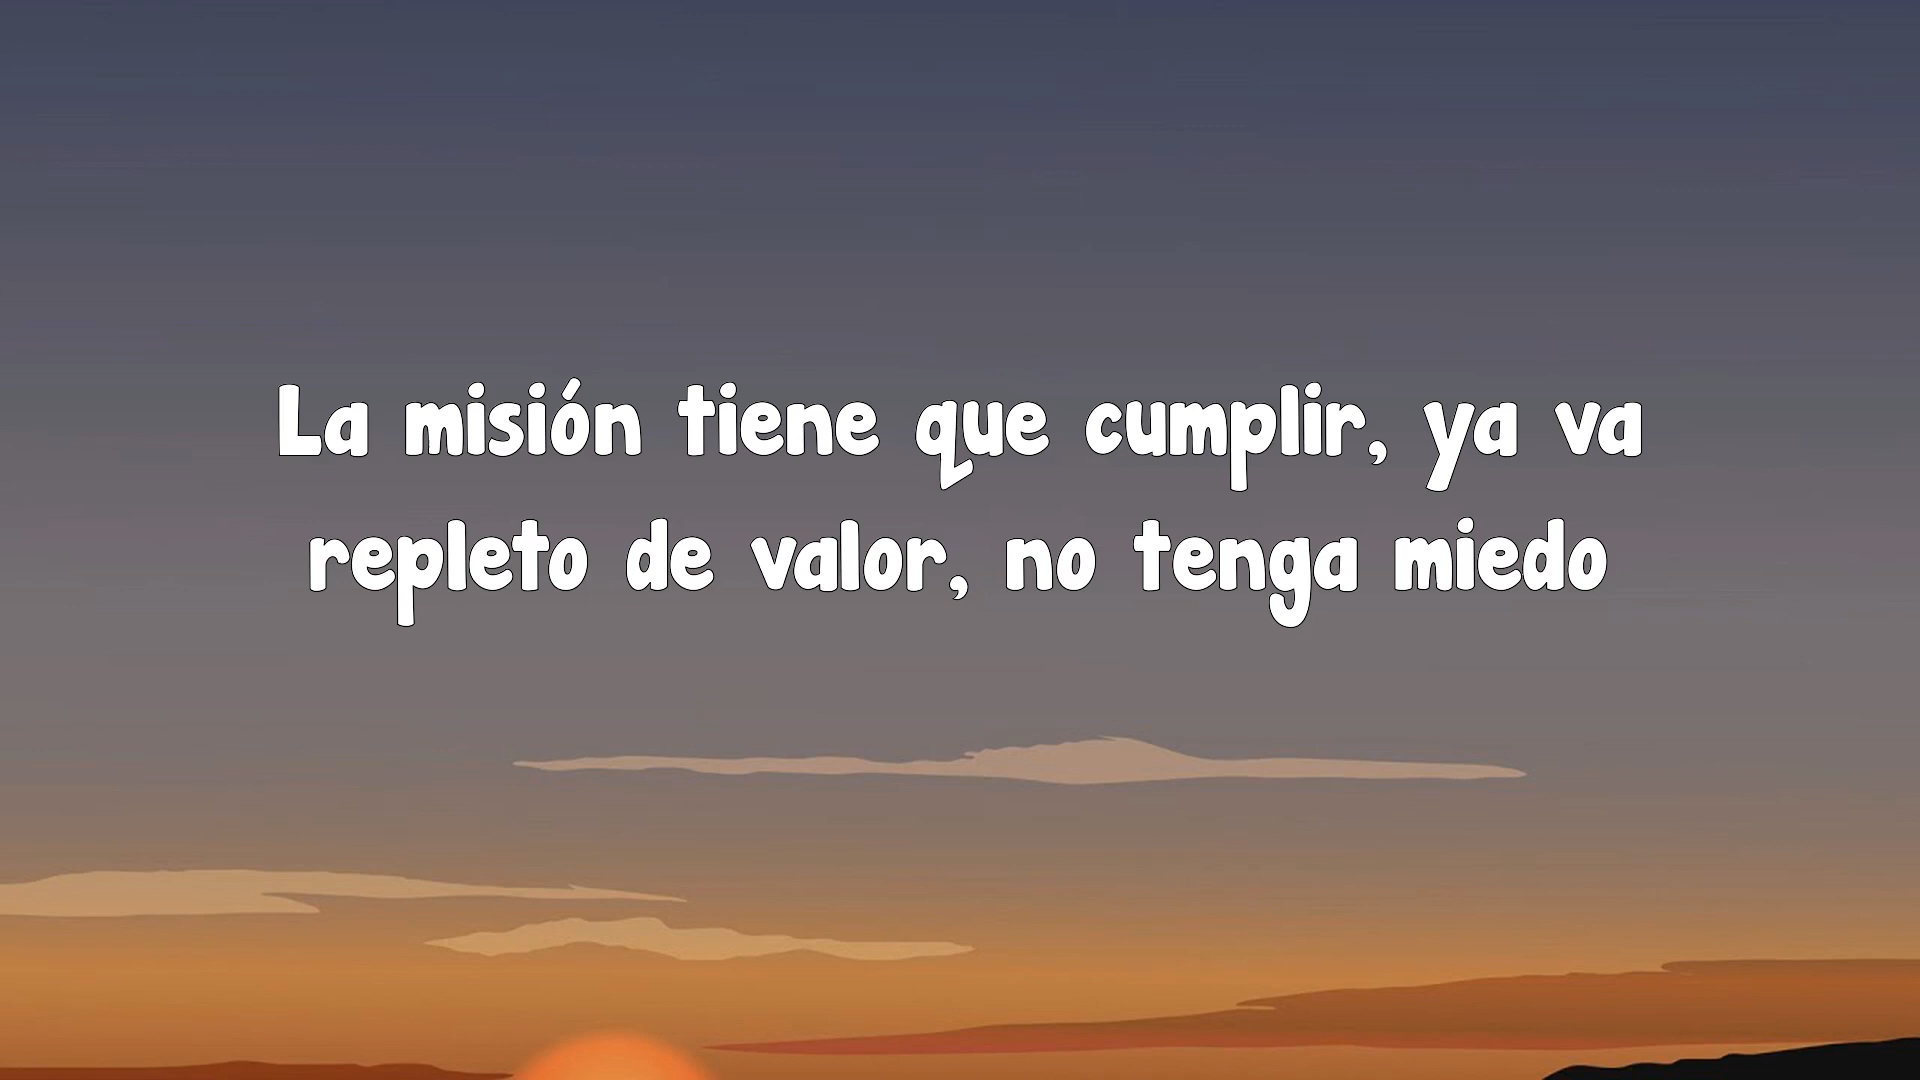 La misión tiene que cumplir, ya va
repleto de valor, no tenga miedo